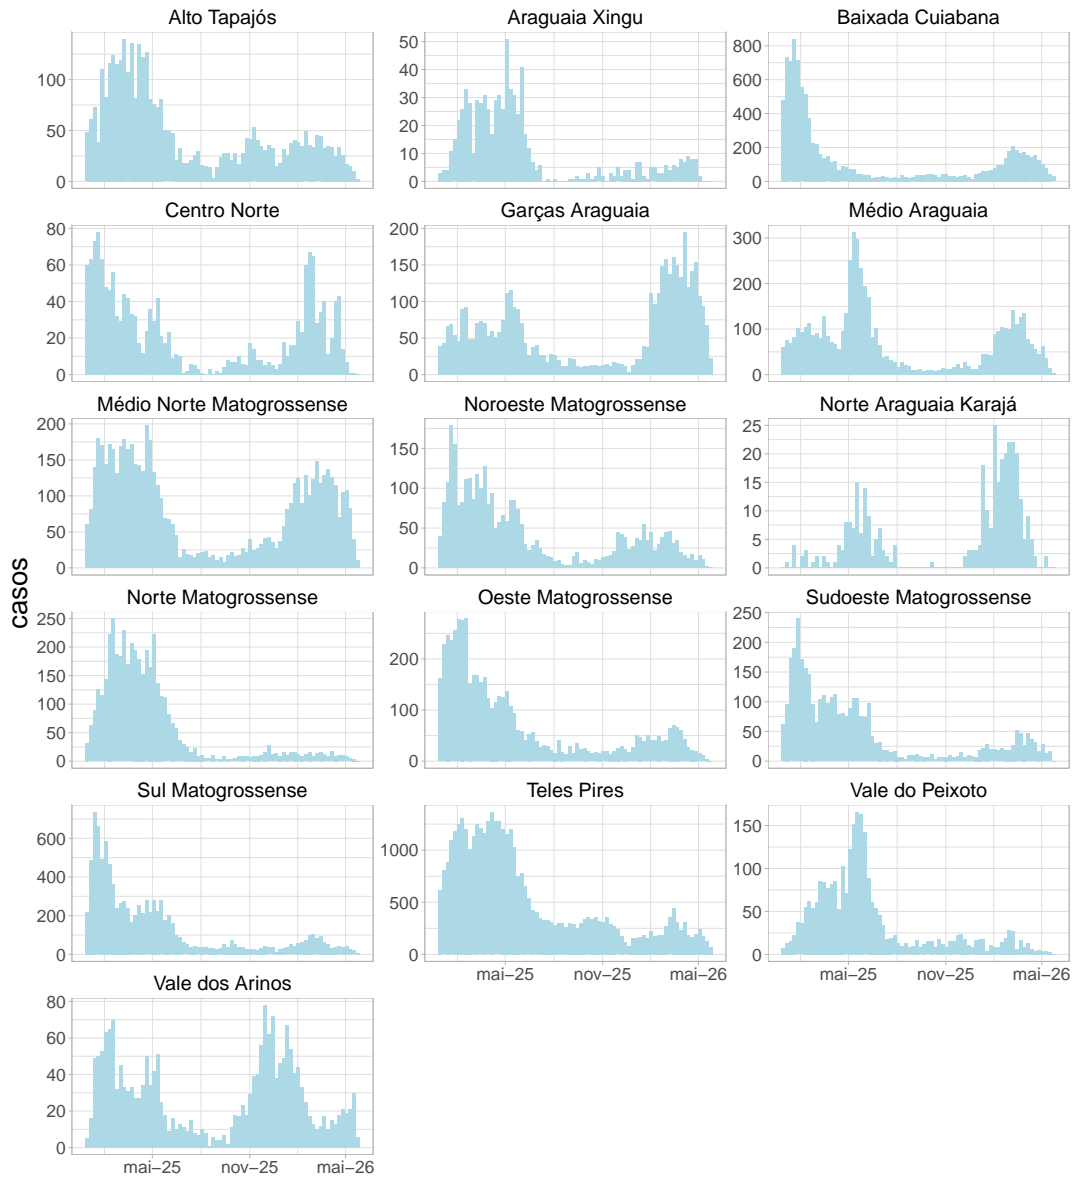 Alto Tapajós
Araguaia Xingu
Baixada Cuiabana
100
50
0
50
40
30
20
10
0
800
600
400
200
0
Centro Norte
Garças Araguaia
Médio Araguaia
80
60
40
20
0
200
150
100
50
0
300
200
100
0
Médio Norte Matogrossense
Noroeste Matogrossense
Norte Araguaia Karajá
200
150
100
50
0
150
100
50
0
25
20
15
10
5
0
casos
Norte Matogrossense
Oeste Matogrossense
Sudoeste Matogrossense
250
200
150
100
50
0
200
100
0
250
200
150
100
50
0
Sul Matogrossense
Teles Pires
Vale do Peixoto
600
400
200
0
1000
500
0
150
100
50
0
mai−25
nov−25
mai−26
mai−25
nov−25
mai−26
Vale dos Arinos
80
60
40
20
0
mai−25
nov−25
mai−26